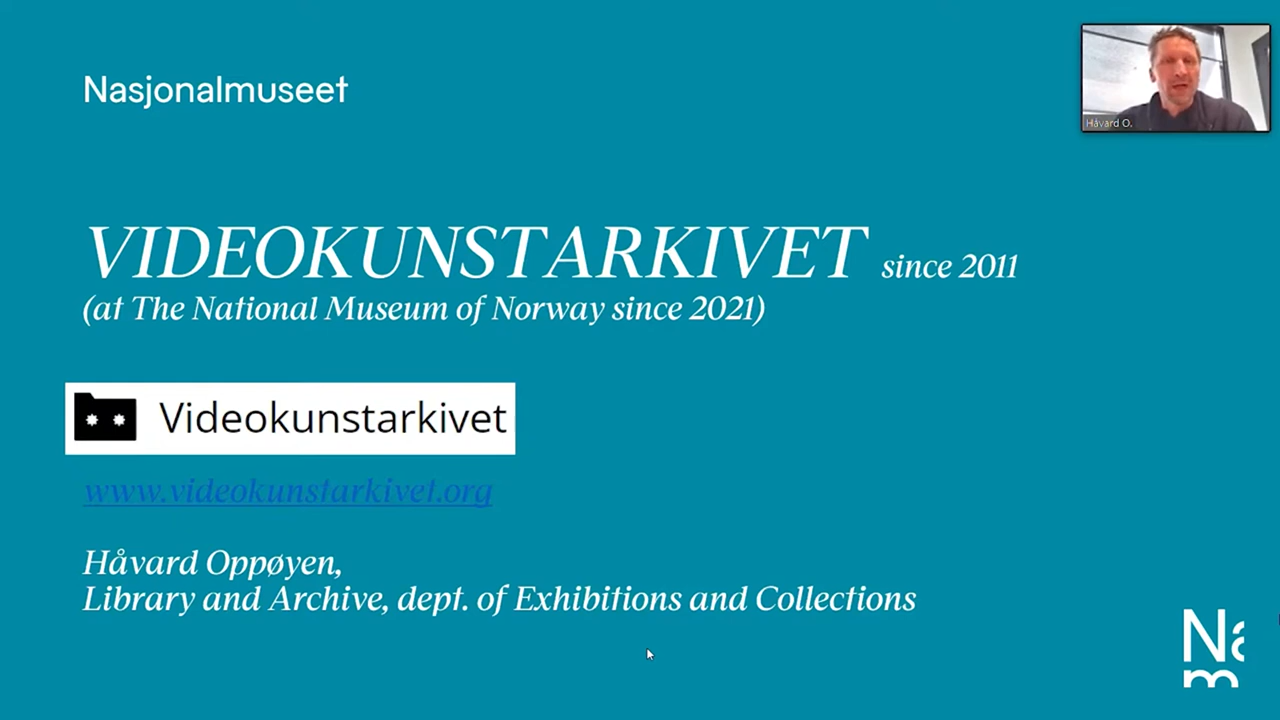 Nasjonalmuseet
Håvard O.
VIDEOKUNSTARKIVET since 2011
(at The National Museum of Norway since 2021)
Videokunstarkivet
www.videokunstarkivet.org
Håvard Oppøyen,
Library and Archive, dept. of Exhibitions and Collections
Na
m